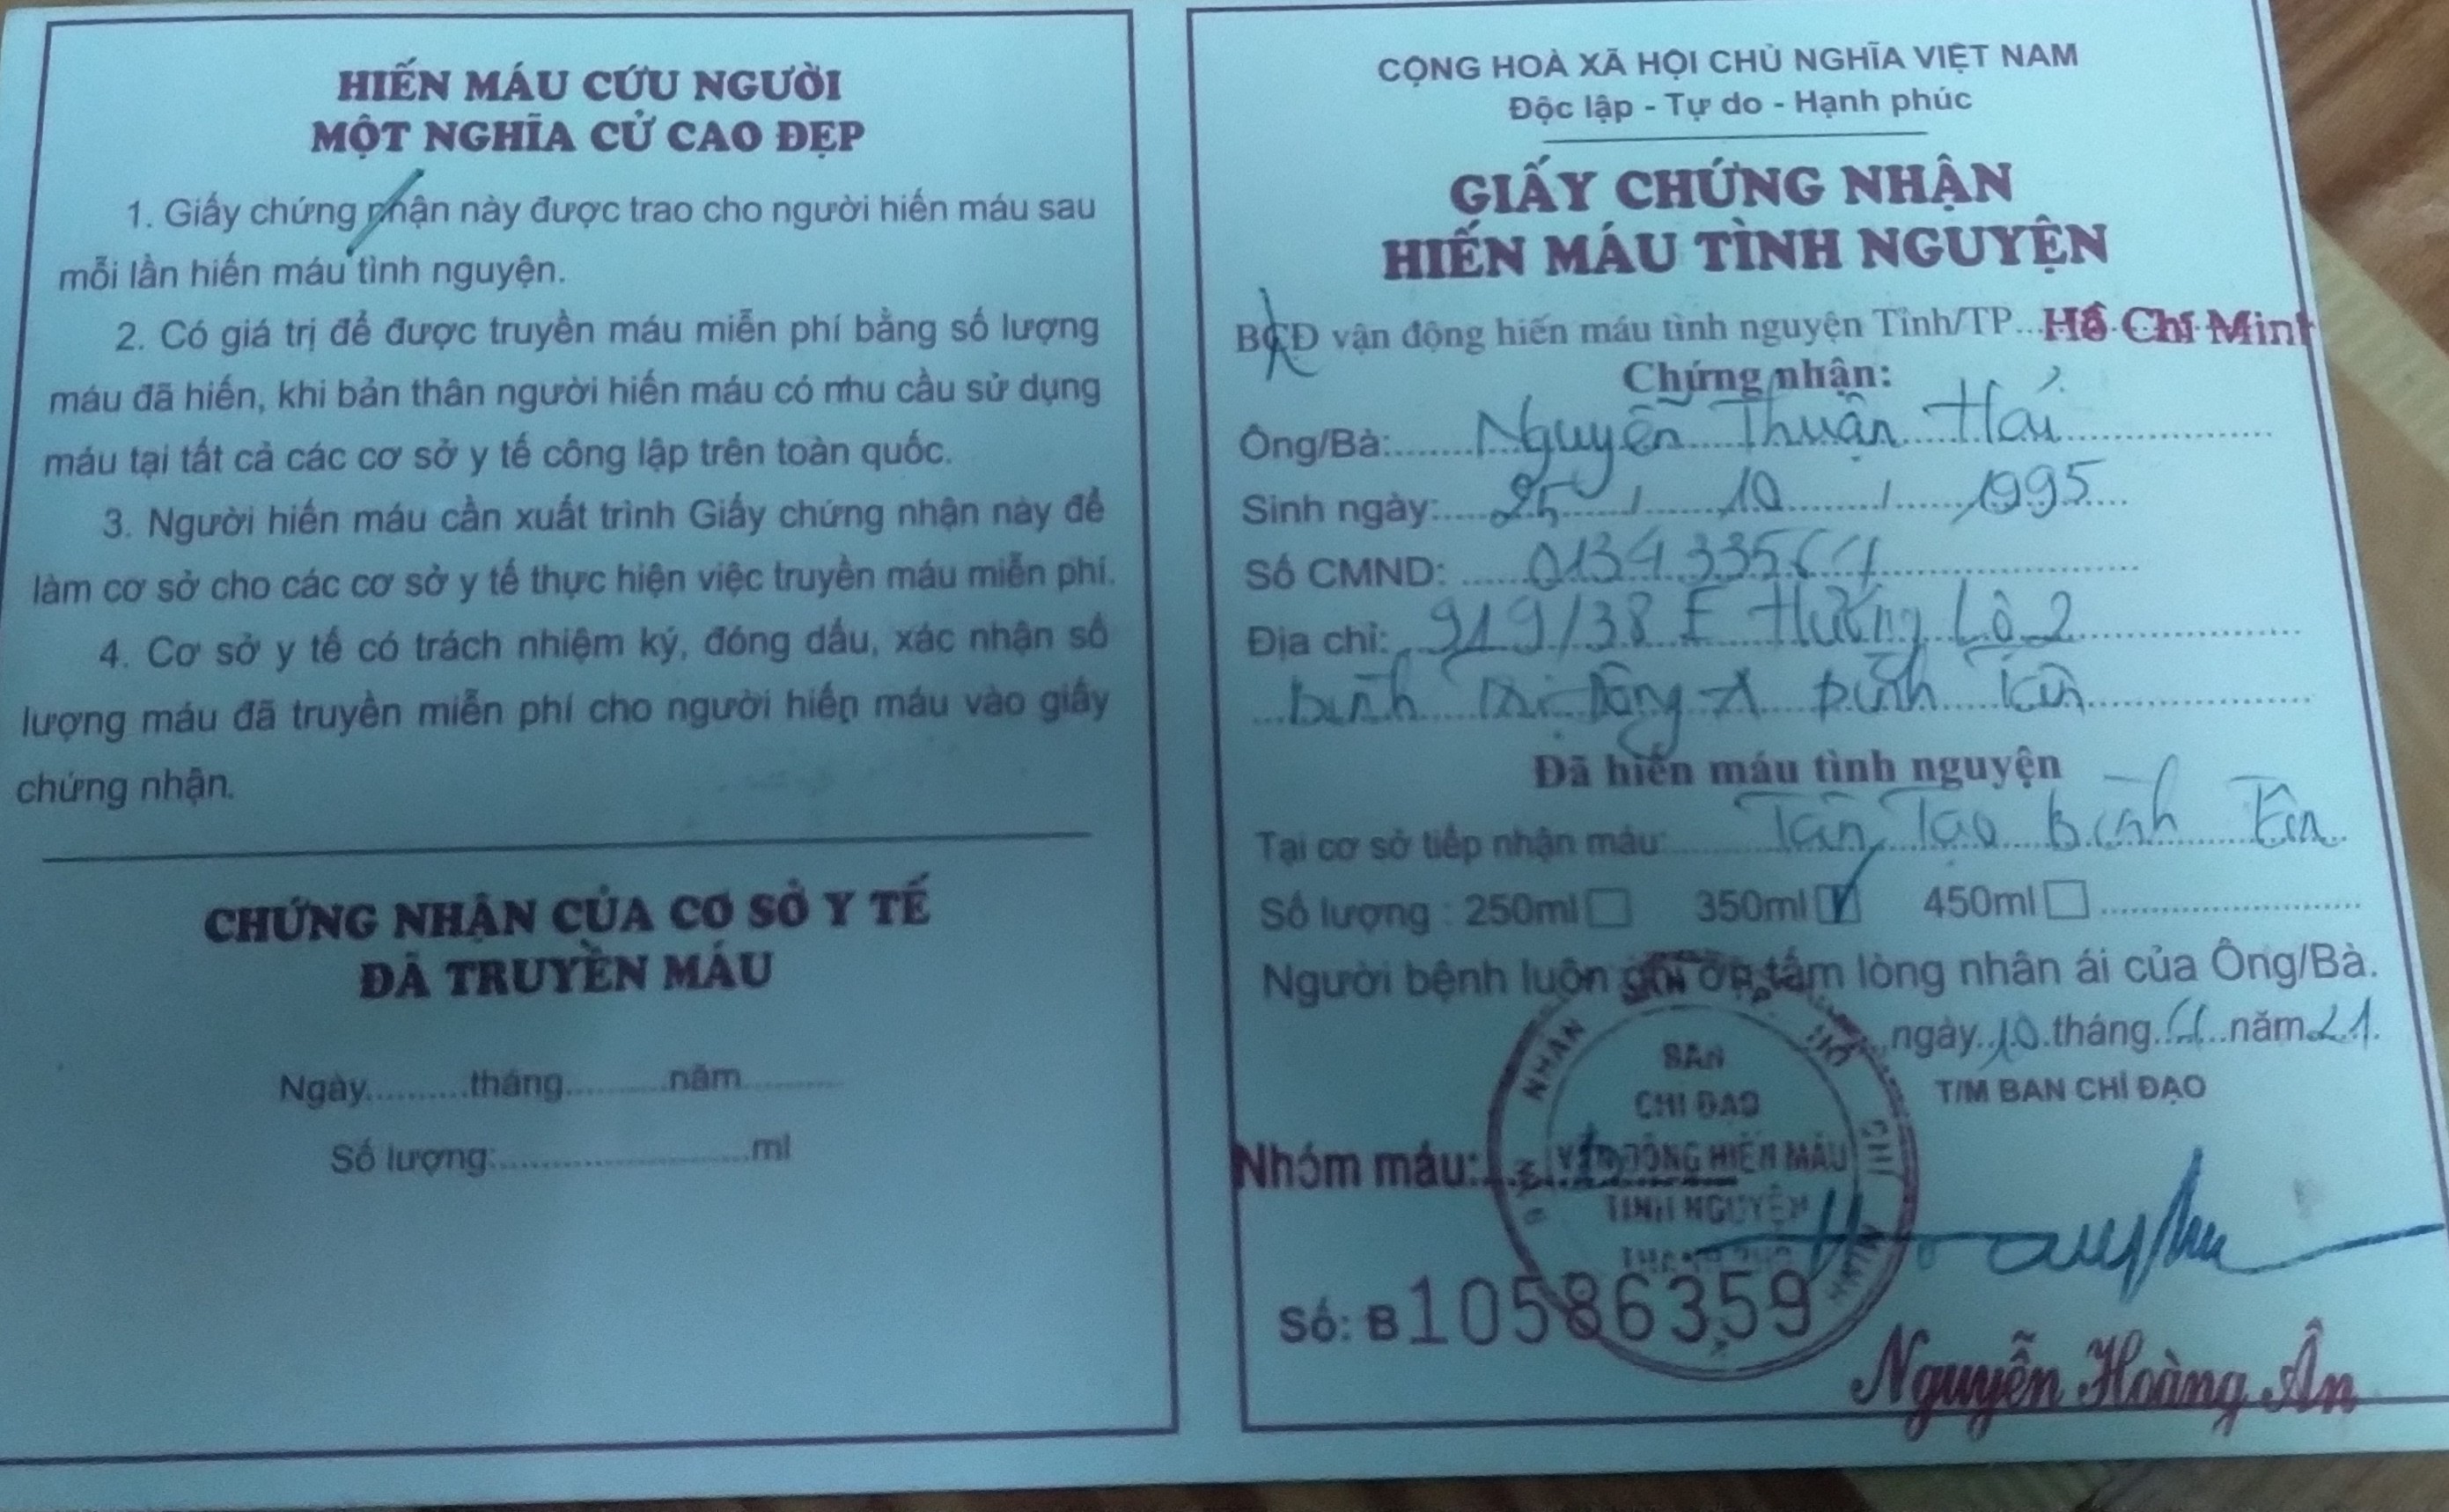 HIẾN MÁU CỨU NGƯỜI
MỘT NGHĨA CỬ CAO ĐẸP
1. Giấy chứng nhận này được trao cho người hiến máu sau
mỗi lần hiến máu tình nguyện.
2. Có giá trị để được truyền máu miễn phí bằng số lượng
máu đã hiến, khi bản thân người hiến máu có nhu cầu sử dụng
máu tại tất cả các cơ sở y tế công lập trên toàn quốc.
3. Người hiến máu cần xuất trình Giấy chứng nhận này để
làm cơ sở cho các cơ sở y tế thực hiện việc truyền máu miễn phí.
4. Cơ sở y tế có trách nhiệm ký, đóng dấu, xác nhận số
lượng máu đã truyền miễn phí cho người hiến máu vào giấy
chứng nhận.
CHỨNG NHẬN CỦA CƠ SỞ Y TẾ
ĐÃ TRUYỀN MÁU
Ngày..........tháng..........năm..........
Số lượng:........................ml
CỘNG HOÀ XÃ HỘI CHỦ NGHĨA VIỆT NAM
Độc lập - Tự do - Hạnh phúc
GIẤY CHỨNG NHẬN
HIẾN MÁU TÌNH NGUYỆN
BCĐ vận động hiến máu tình nguyện Tỉnh/TP...Hồ Chí Minh
Chứng nhận:
Ông/Bà: Nguyễn Thuận Hải
Sinh ngày: 25 / 10 / 1995
Số CMND:
Địa chỉ: 919/38 E Hương Lộ 2
Bình Trị Đông A Bình Tân
Đã hiến máu tình nguyện
Tại cơ sở tiếp nhận máu: Tân Tạo Bình Tân
Số lượng : 250ml 350ml 450ml
Người bệnh luôn ghi ơn tấm lòng nhân ái của Ông/Bà.
ngày 10 tháng năm 21
T/M BAN CHỈ ĐẠO
BAN
CHỈ ĐẠO
VẬN ĐỘNG HIẾN MÁU
TÌNH NGUYỆN
Nhóm máu:
Số: B 10586359
Nguyễn Hoàng Ân